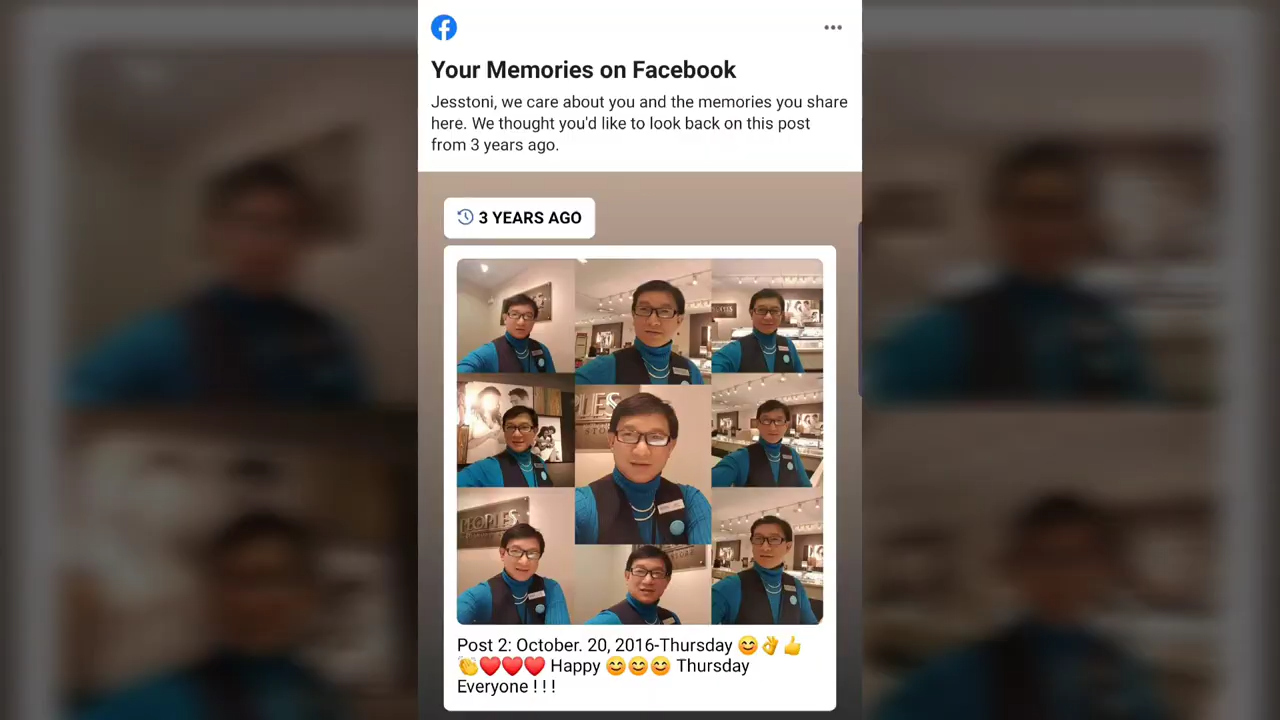 Your Memories on Facebook
Jesstoni, we care about you and the memories you share
here. We thought you'd like to look back on this post
from 3 years ago.
3 YEARS AGO
PEOPLES
Post 2: October. 20, 2016-Thursday 😊👌👍
👏❤️❤️❤️ Happy 😊😊😊 Thursday
Everyone ! ! !